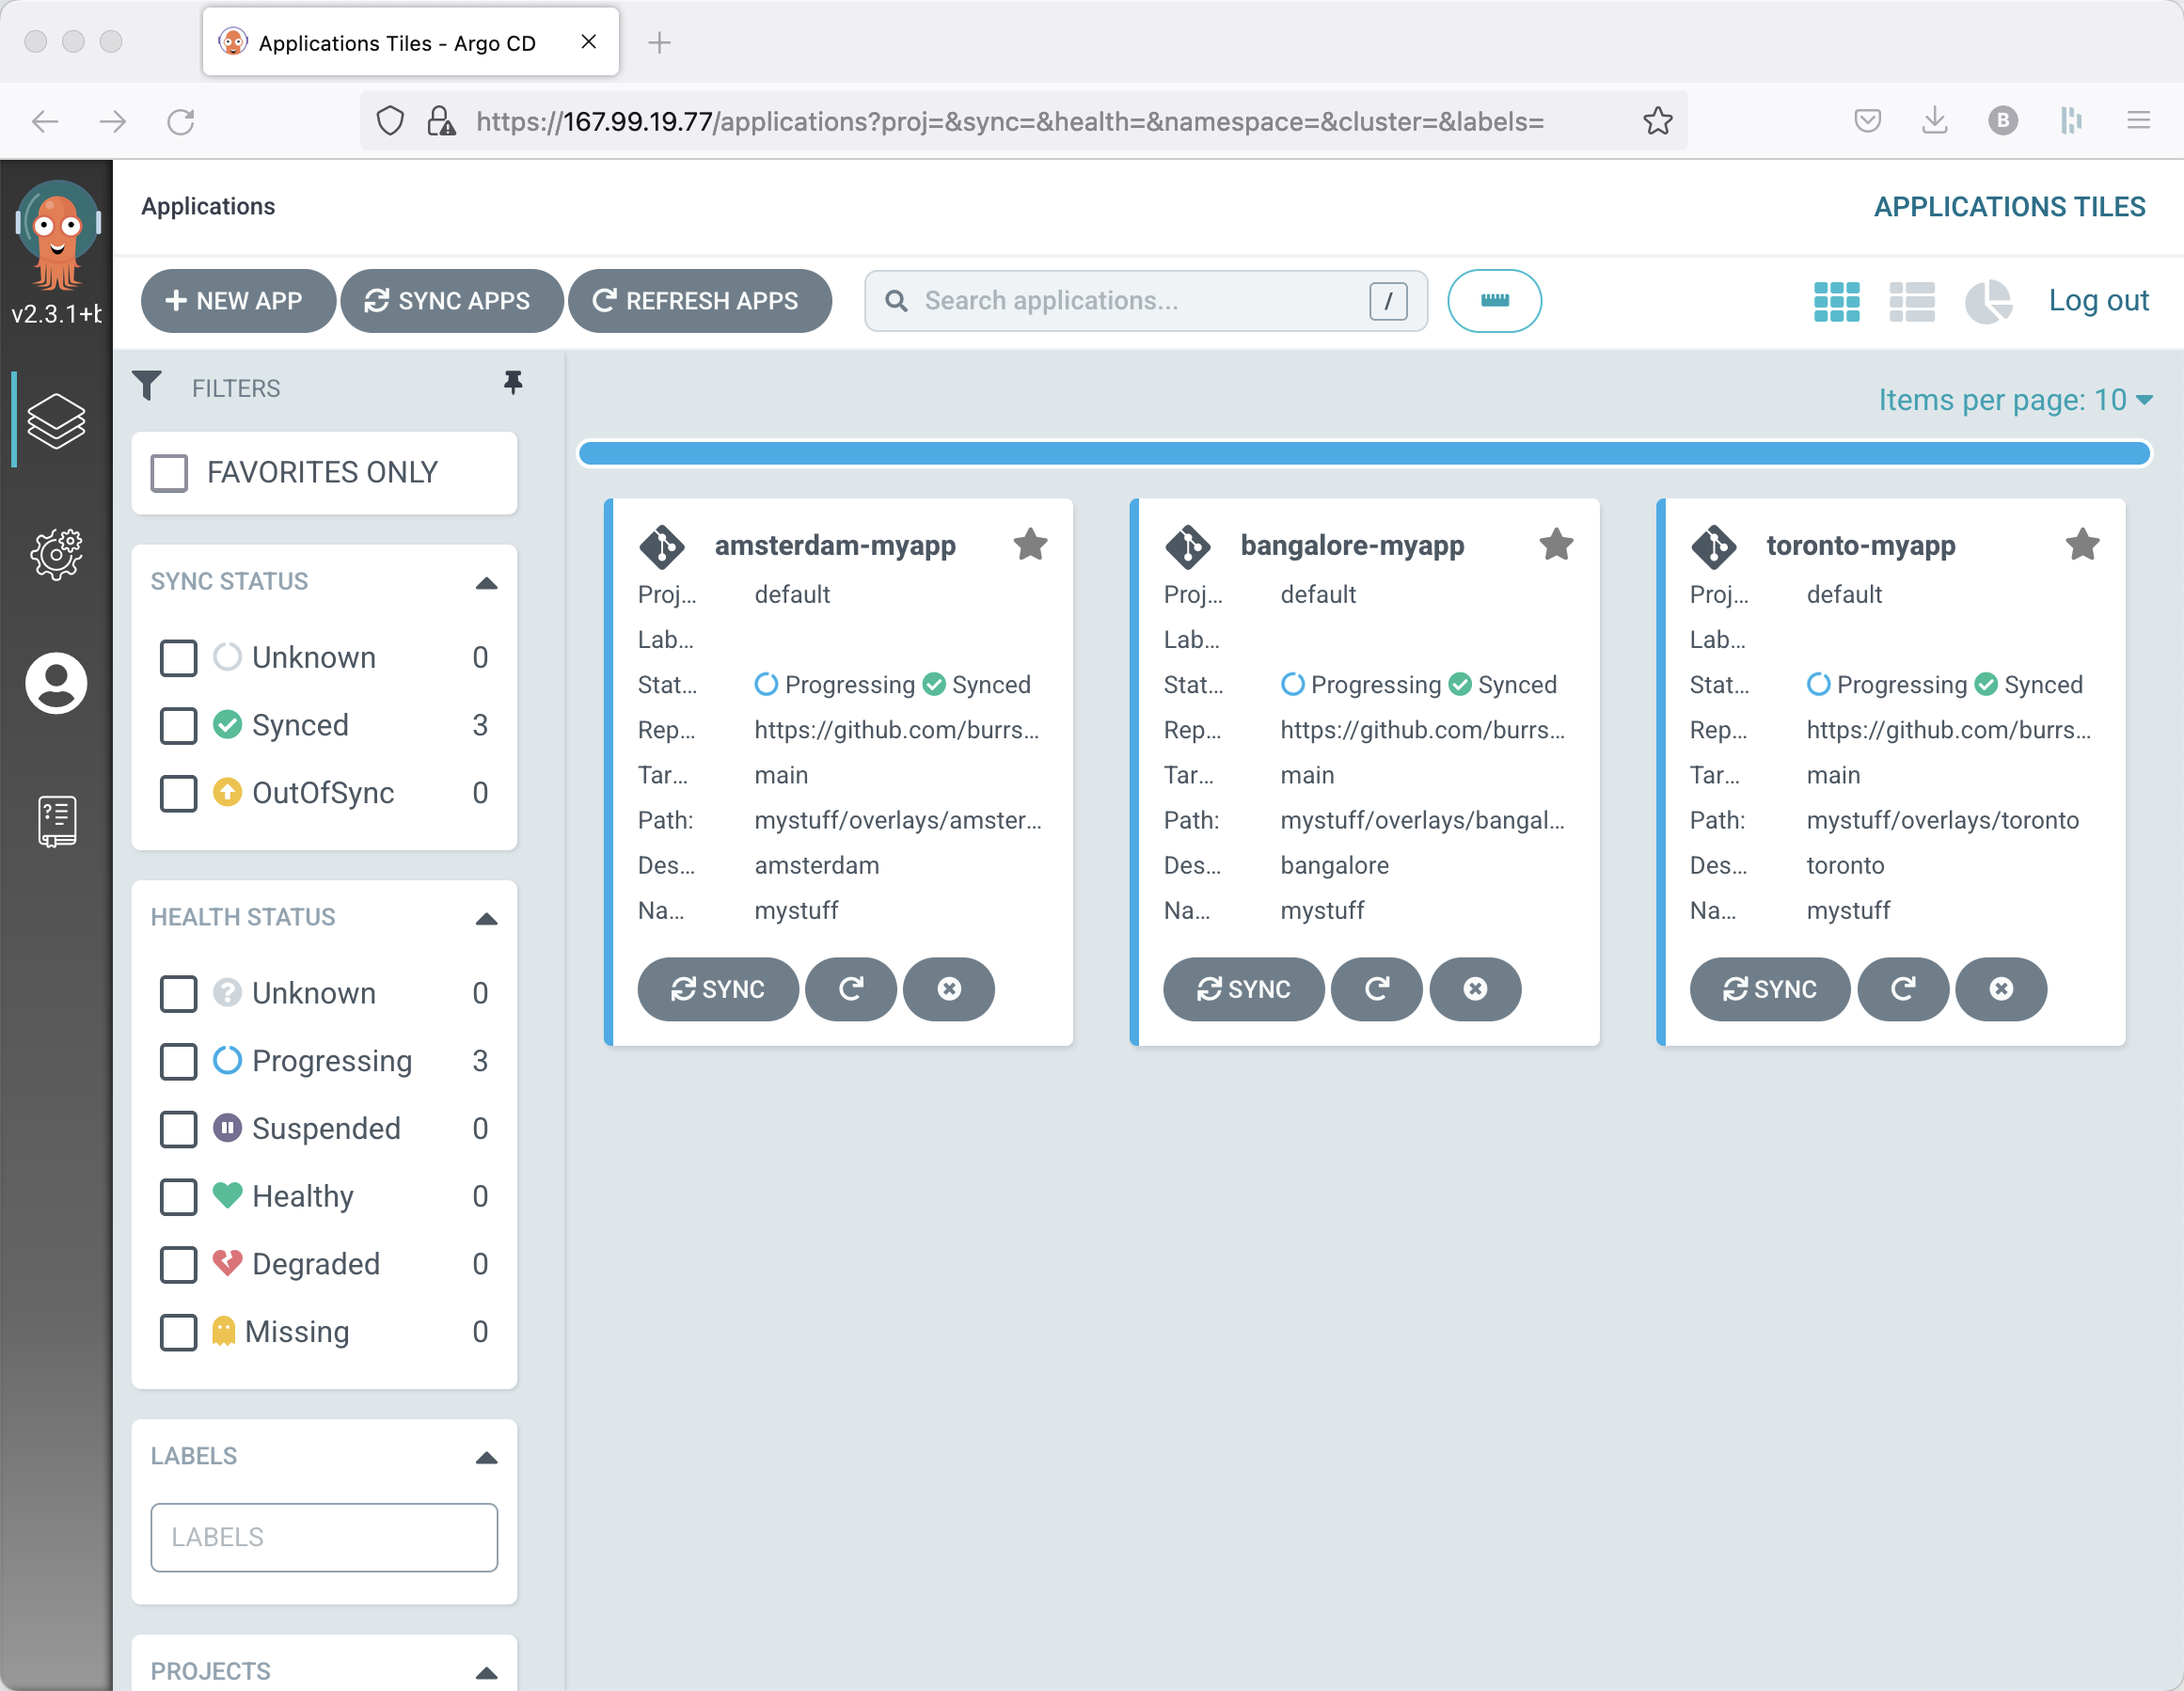 Applications Tiles - Argo CD
https://167.99.19.77/applications?proj=&sync=&health=&namespace=&cluster=&labels=
B
v2.3.1+b
Applications
APPLICATIONS TILES
NEW APP
SYNC APPS
REFRESH APPS
Search applications...
/
Log out
FILTERS
Items per page: 10
FAVORITES ONLY
SYNC STATUS
Unknown 0
Synced 3
OutOfSync 0
HEALTH STATUS
Unknown 0
Progressing 3
Suspended 0
Healthy 0
Degraded 0
Missing 0
LABELS
LABELS
PROJECTS
amsterdam-myapp
Proj... default
Lab...
Stat... Progressing Synced
Rep... https://github.com/burrs...
Tar... main
Path: mystuff/overlays/amster...
Des... amsterdam
Na... mystuff
SYNC
bangalore-myapp
Proj... default
Lab...
Stat... Progressing Synced
Rep... https://github.com/burrs...
Tar... main
Path: mystuff/overlays/bangal...
Des... bangalore
Na... mystuff
SYNC
toronto-myapp
Proj... default
Lab...
Stat... Progressing Synced
Rep... https://github.com/burrs...
Tar... main
Path: mystuff/overlays/toronto
Des... toronto
Na... mystuff
SYNC